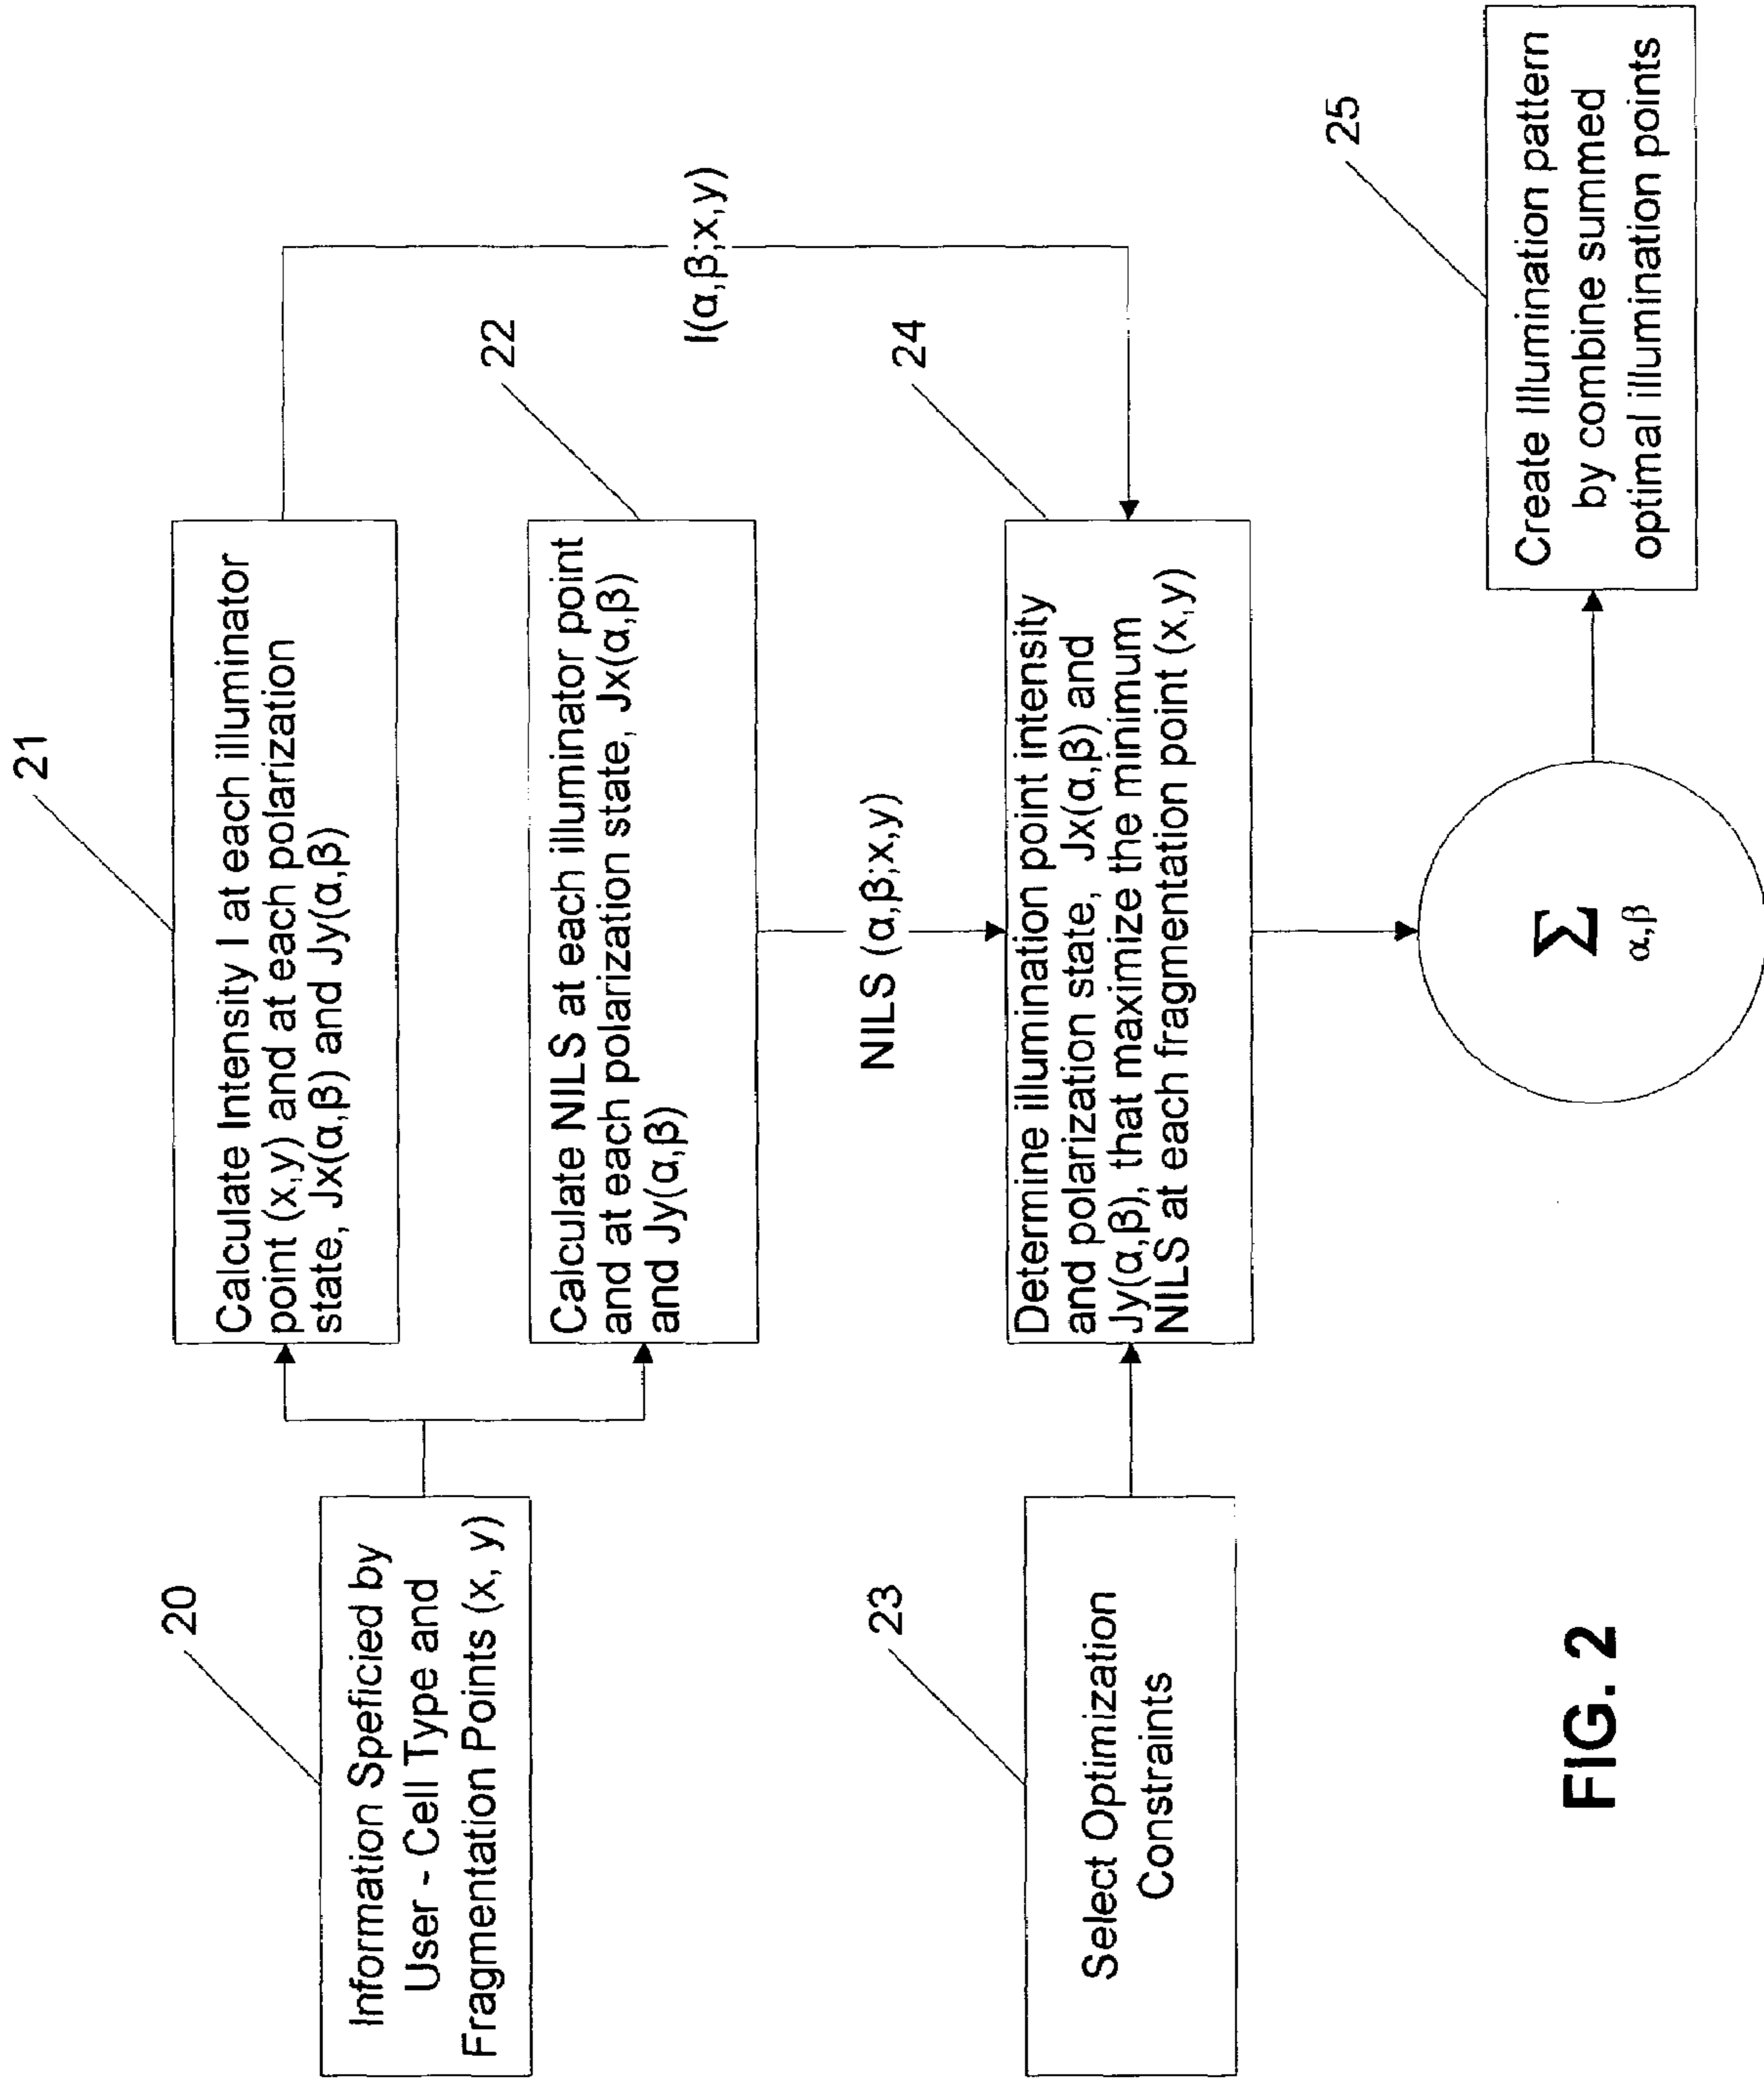 20
Information Speficied by
User - Cell Type and
Fragmentation Points (x, y)
21
Calculate Intensity I at each illuminator
point (x,y) and at each polarization
state, Jx(α,β) and Jy(α,β)
22
Calculate NILS at each illuminator point
and at each polarization state, Jx(α,β)
and Jy(α,β)
I(α,β;x,y)
NILS (α,β;x,y)
23
Select Optimization
Constraints
24
Determine illumination point intensity
and polarization state, Jx(α,β) and
Jy(α,β), that maximize the minimum
NILS at each fragmentation point (x,y)
Σ
α,β
25
Create Illumination pattern
by combine summed
optimal illumination points
FIG. 2